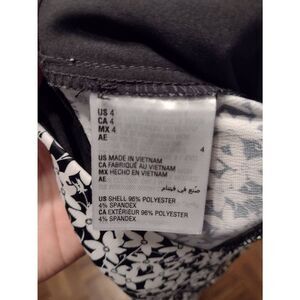 US 4
CA 4
MX 4
AE
4
US MADE IN VIETNAM
CA FABRIQUÉ AU VIETNAM
MX HECHO EN VIETNAM
AE صنع في فيتنام
US SHELL 96% POLYESTER
4% SPANDEX
CA EXTÉRIEUR 96% POLYESTER
4% SPANDEX